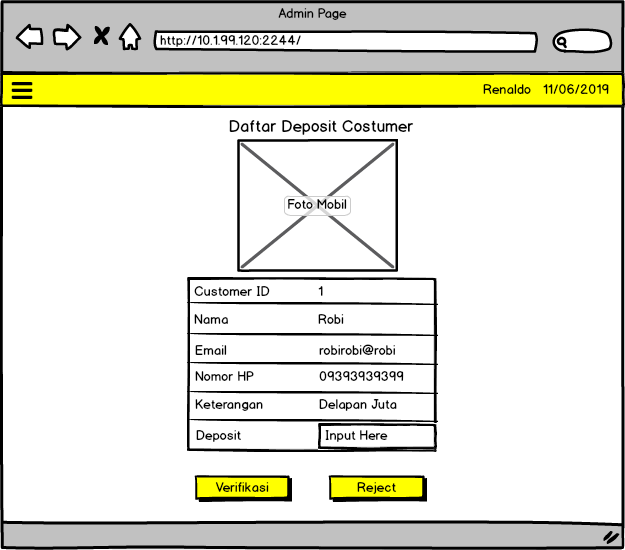 Admin Page
http://10.1.99.120:2244/
Renaldo 11/06/2019
Daftar Deposit Costumer
Foto Mobil
Customer ID 1
Nama Robi
Email robirobi@robi
Nomor HP 09393939399
Keterangan Delapan Juta
Deposit Input Here
Verifikasi Reject